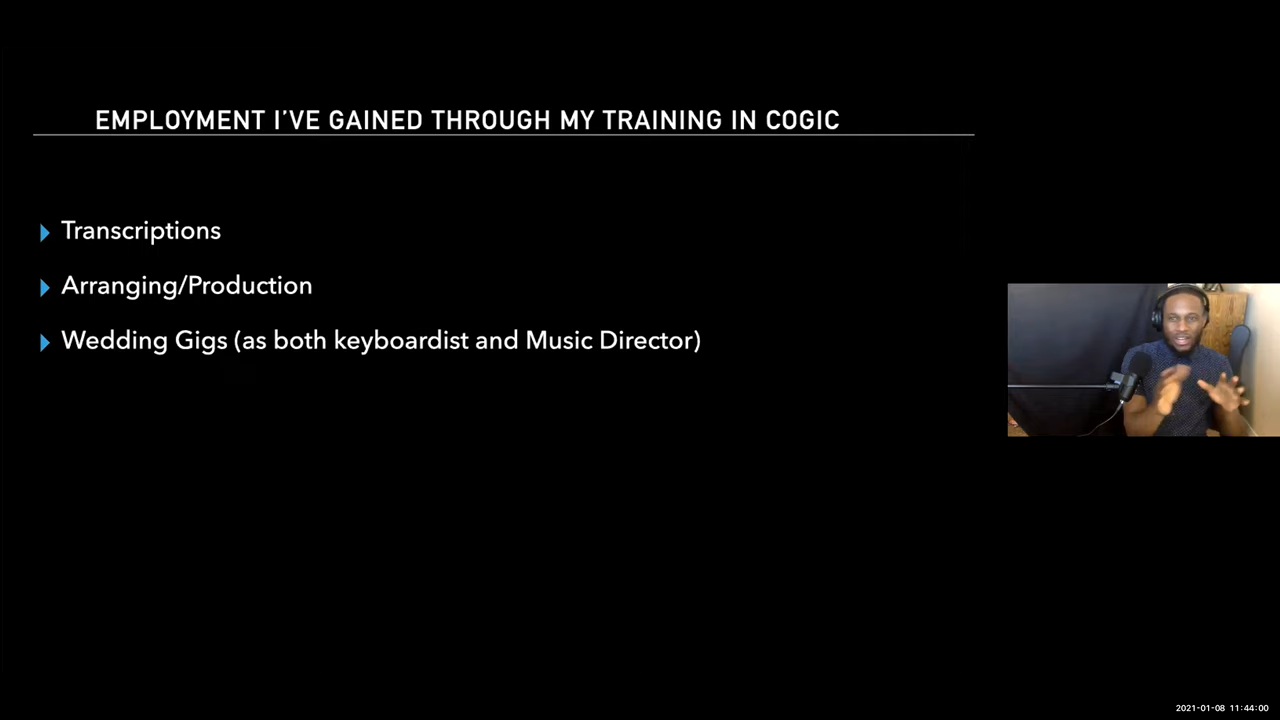 EMPLOYMENT I'VE GAINED THROUGH MY TRAINING IN COGIC
Transcriptions
Arranging/Production
Wedding Gigs (as both keyboardist and Music Director)
2021-01-08 11:44:00